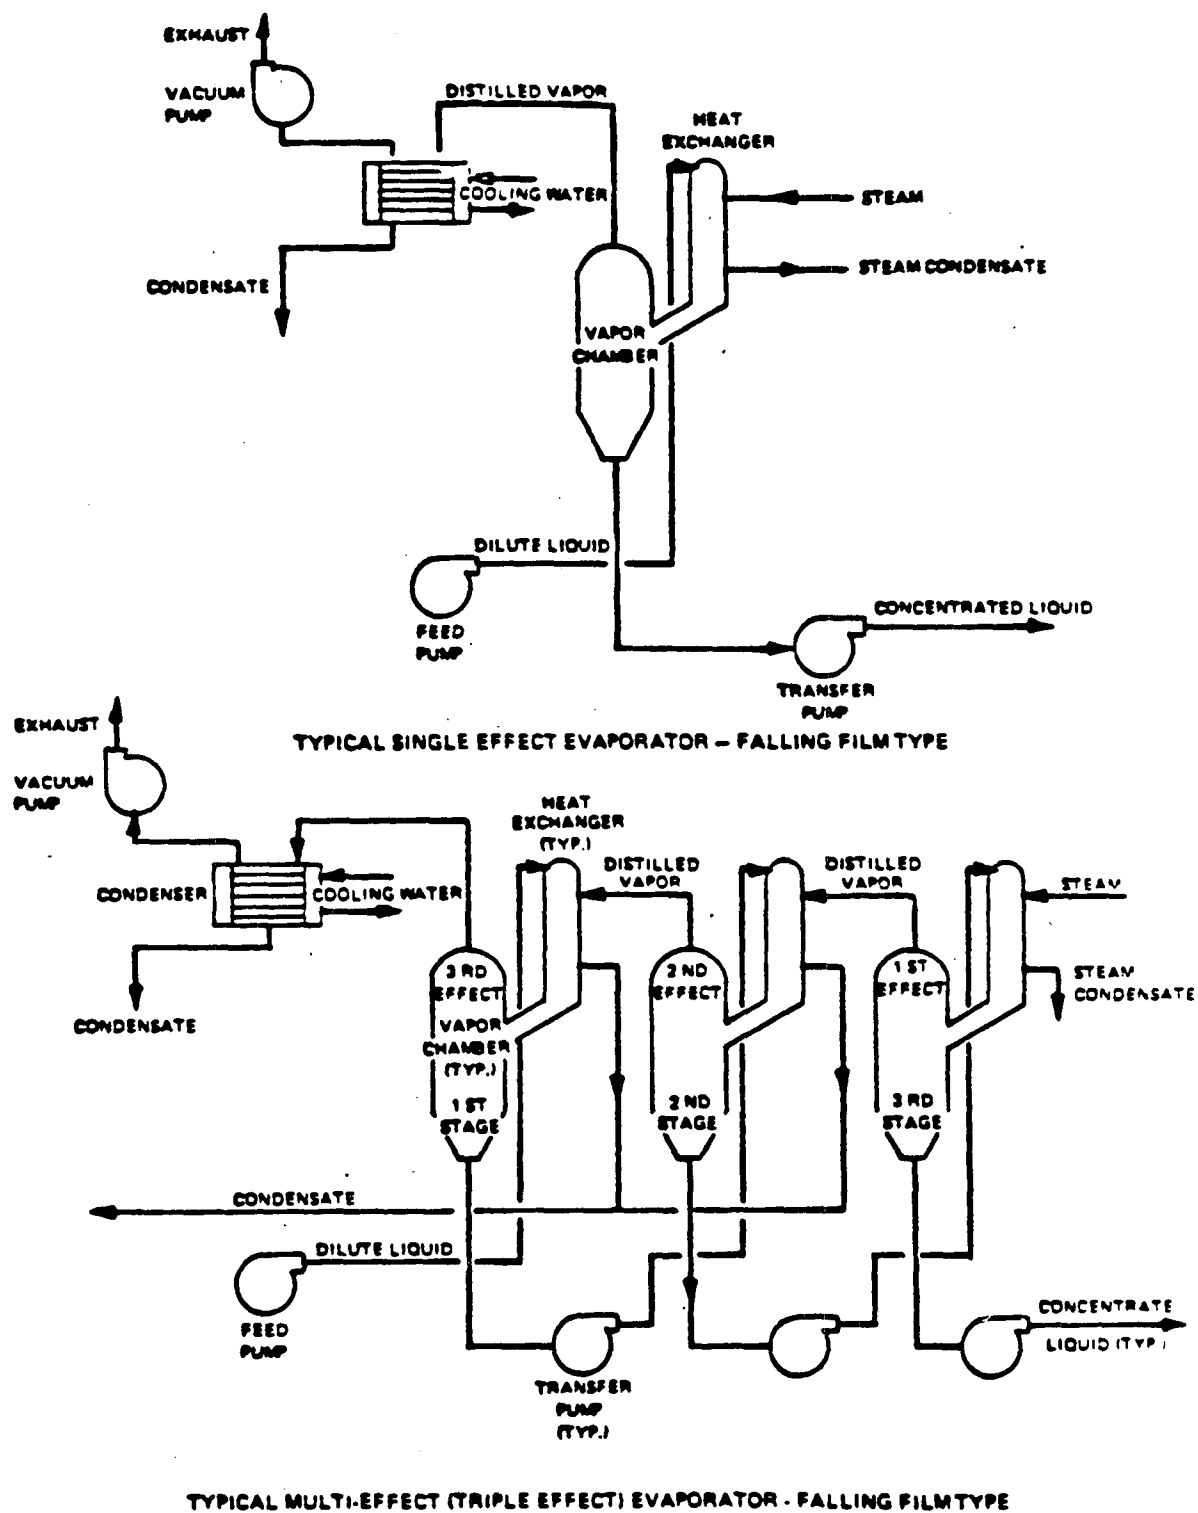 EXHAUST
VACUUM
PUMP
DISTILLED VAPOR
HEAT
EXCHANGER
COOLING WATER
STEAM
STEAM CONDENSATE
CONDENSATE
VAPOR
CHAMBER
DILUTE LIQUID
FEED
PUMP
CONCENTRATED LIQUID
TRANSFER
PUMP
TYPICAL SINGLE EFFECT EVAPORATOR – FALLING FILM TYPE
EXHAUST
VACUUM
PUMP
HEAT
EXCHANGER
(TYP.)
DISTILLED
VAPOR
DISTILLED
VAPOR
STEAM
CONDENSER
COOLING WATER
3 RD
EFFECT
2 ND
EFFECT
1 ST
EFFECT
STEAM
CONDENSATE
CONDENSATE
VAPOR
CHAMBER
(TYP.)
1 ST
STAGE
2 ND
STAGE
3 RD
STAGE
CONDENSATE
DILUTE LIQUID
FEED
PUMP
CONCENTRATE
LIQUID (TYP.)
TRANSFER
PUMP
(TYP.)
TYPICAL MULTI-EFFECT (TRIPLE EFFECT) EVAPORATOR - FALLING FILM TYPE